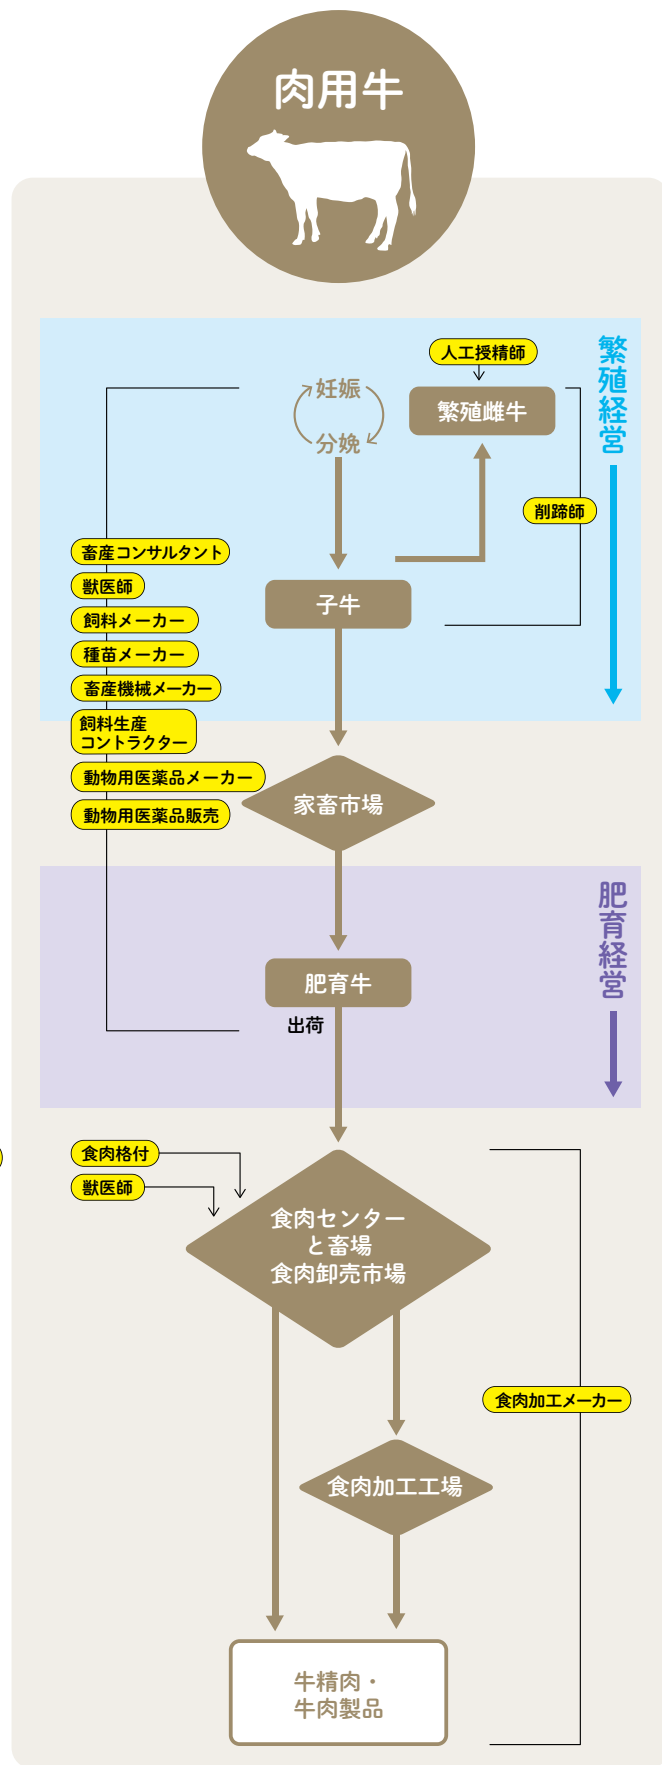 肉用牛
繁殖経営
人工授精師
妊娠
繁殖雌牛
分娩
削蹄師
畜産コンサルタント
獣医師
飼料メーカー
種苗メーカー
畜産機械メーカー
飼料生産
コントラクター
動物用医薬品メーカー
動物用医薬品販売
子牛
家畜市場
肥育経営
肥育牛
出荷
食肉格付
獣医師
食肉センター
と畜場
食肉卸売市場
食肉加工メーカー
食肉加工工場
牛精肉・
牛肉製品